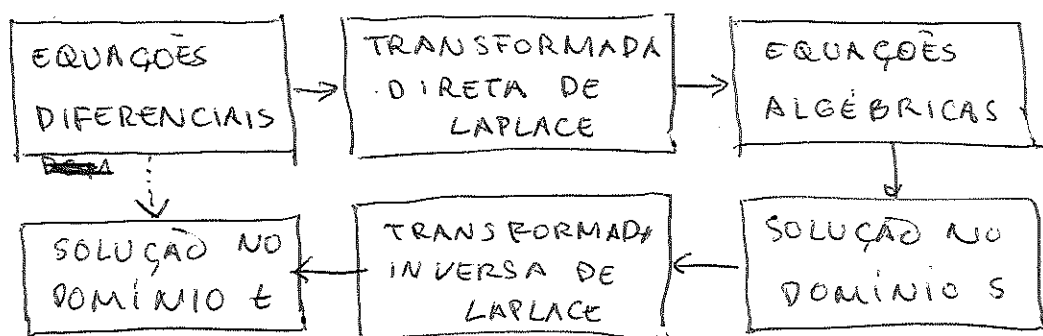 EQUAÇÕES
DIFERENCIAIS
TRANSFORMADA
DIRETA DE
LAPLACE
EQUAÇÕES
ALGÉBRICAS
SOLUÇÃO NO
DOMÍNIO t
TRANSFORMADA
INVERSA DE
LAPLACE
SOLUÇÃO NO
DOMÍNIO S